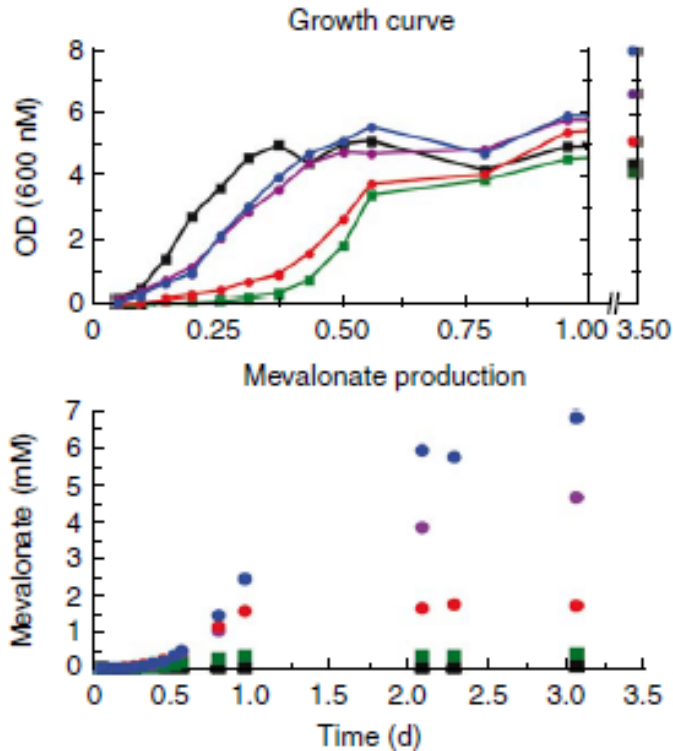 Growth curve
8
6
4
2
0
OD (600 nM)
0 0.25 0.50 0.75 1.00 // 3.50
Mevalonate production
7
6
5
4
3
2
1
0
Mevalonate (mM)
0 0.5 1.0 1.5 2.0 2.5 3.0 3.5
Time (d)